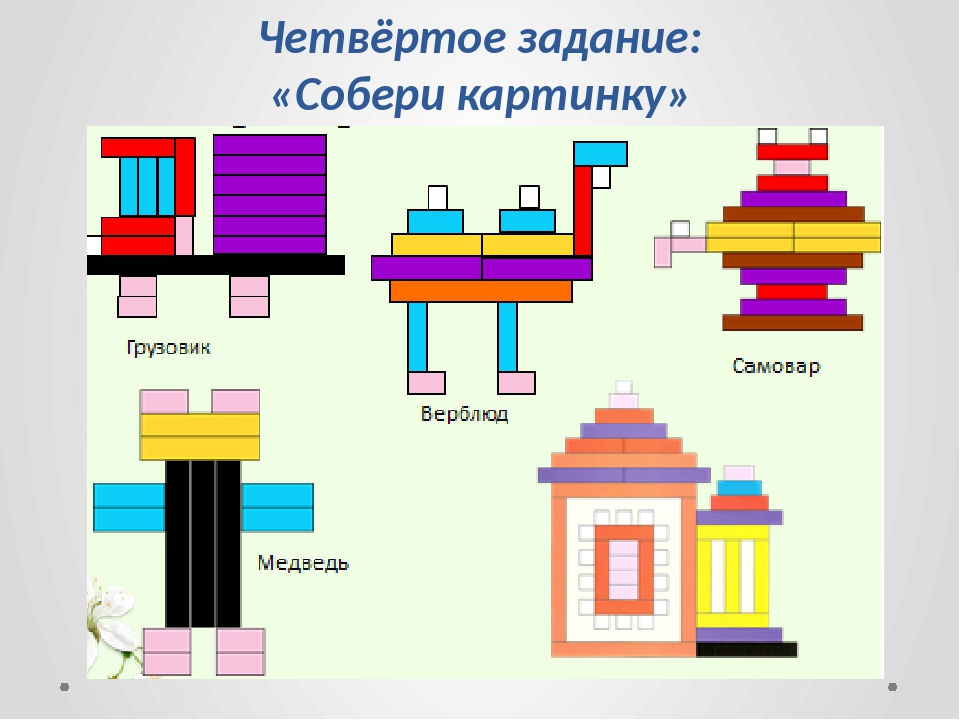 Четвёртое задание:
«Собери картинку»
Грузовик
Верблюд
Самовар
Медведь